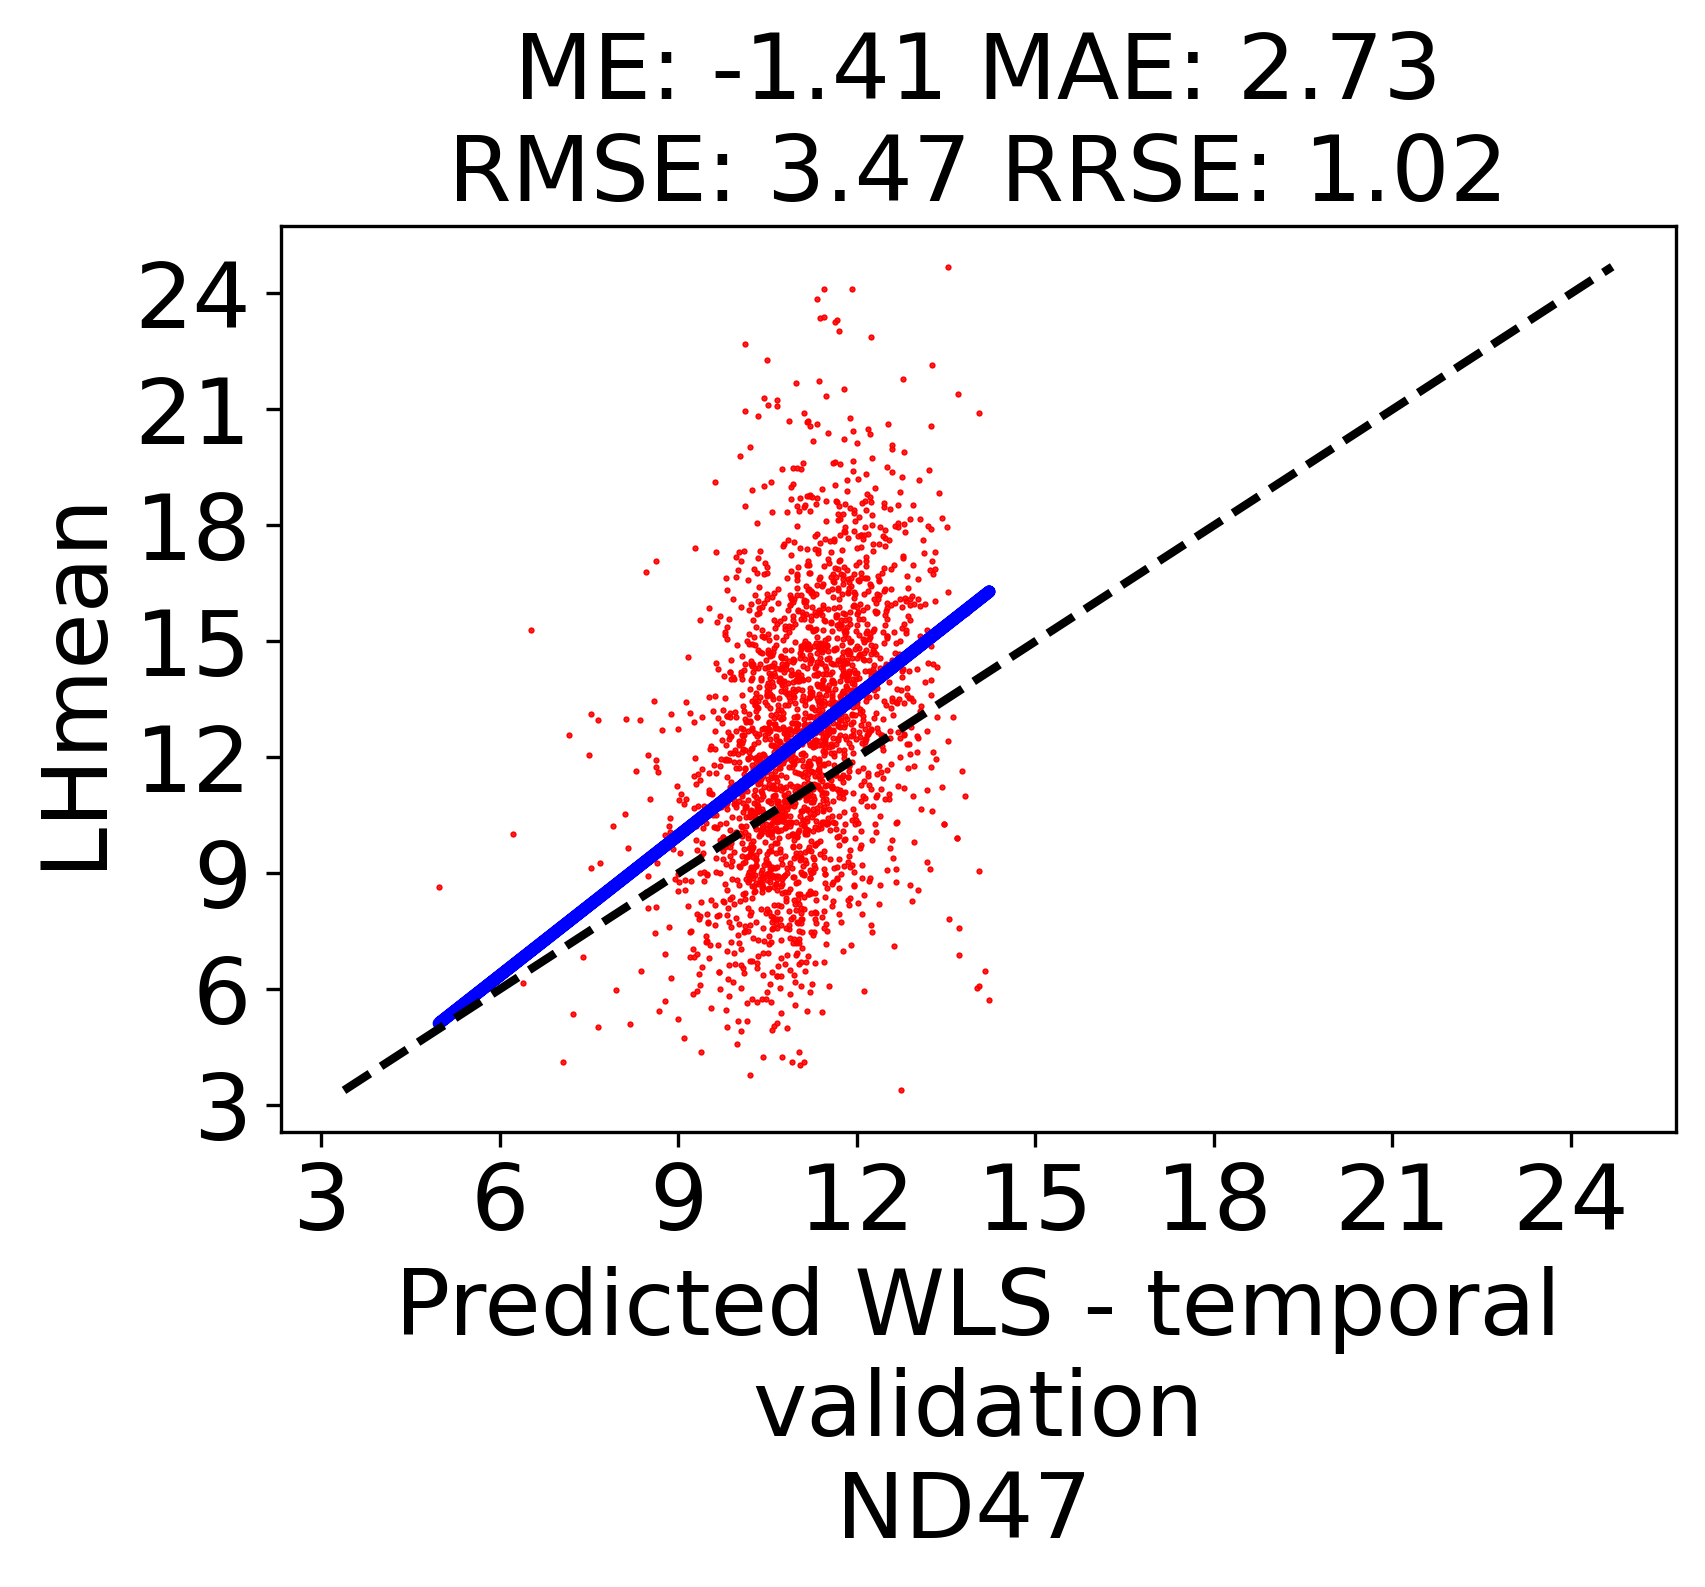 ME: -1.41 MAE: 2.73
RMSE: 3.47 RRSE: 1.02
24
21
18
15
12
9
6
3
LHmean
3 6 9 12 15 18 21 24
Predicted WLS - temporal
validation
ND47